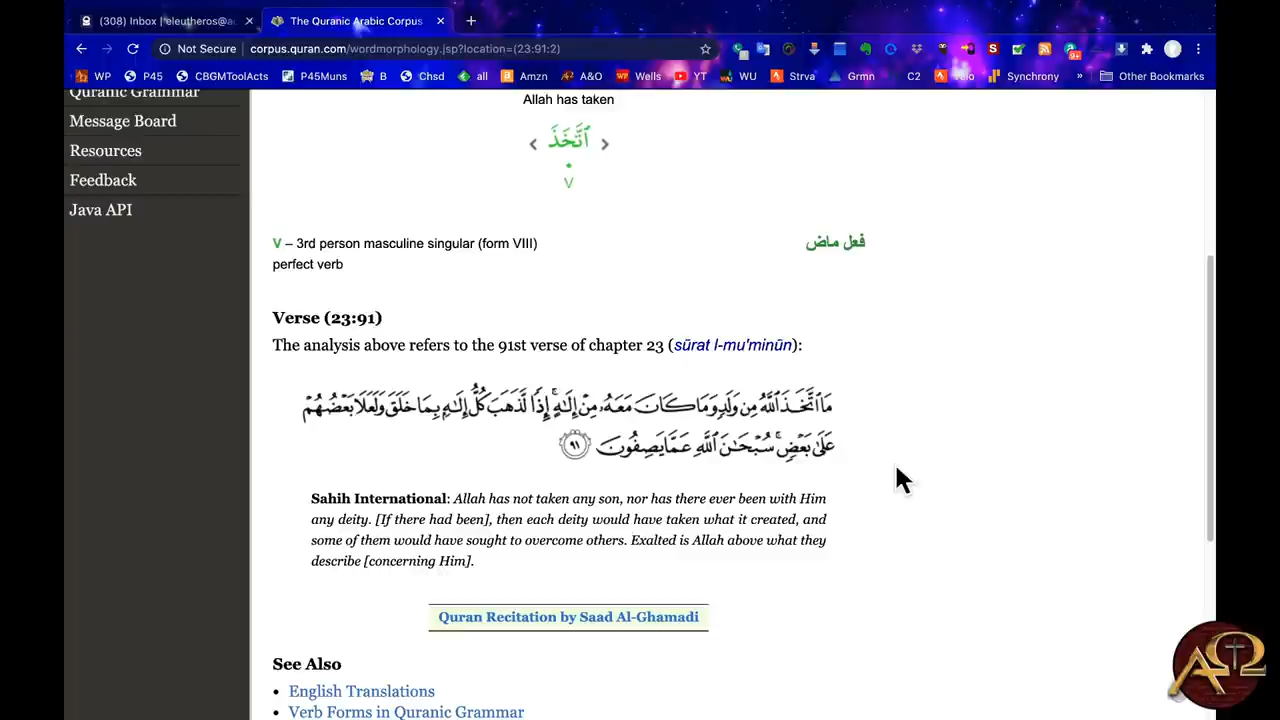 (308) Inbox [!eleutheros@a
The Quranic Arabic Corpus
Not Secure
corpus.quran.com/wordmorphology.jsp?location=(23:91:2)
WP
P45
CBGMToolActs
P45Muns
B
Chsd
all
Amzn
A&O
Wells
YT
WU
Strva
Grmn
C2
Velo
Synchrony
»
Other Bookmarks
Quranic Grammar
Message Board
Resources
Feedback
Java API
Allah has taken
ٱتَّخَذَ
V
V – 3rd person masculine singular (form VIII)
perfect verb
فعل ماض
Verse (23:91)
The analysis above refers to the 91st verse of chapter 23 (sūrat l-mu'minūn):
مَا ٱتَّخَذَ ٱللَّهُ مِن وَلَدٍ وَمَا كَانَ مَعَهُۥ مِنْ إِلَٰهٍ ۚ إِذًا لَّذَهَبَ كُلُّ إِلَٰهٍۭ بِمَا خَلَقَ وَلَعَلَا بَعْضُهُمْ
عَلَىٰ بَعْضٍ ۚ سُبْحَٰنَ ٱللَّهِ عَمَّا يَصِفُونَ ٩١
Sahih International: Allah has not taken any son, nor has there ever been with Him
any deity. [If there had been], then each deity would have taken what it created, and
some of them would have sought to overcome others. Exalted is Allah above what they
describe [concerning Him].
Quran Recitation by Saad Al-Ghamadi
See Also
English Translations
Verb Forms in Quranic Grammar
ΑΩ